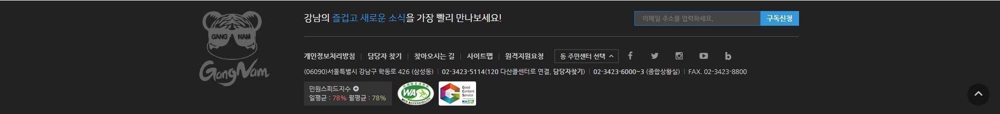 GANG NAM
GangNam
강남의 즐겁고 새로운 소식을 가장 빨리 만나보세요!
이메일 주소를 입력하세요.
구독신청
개인정보처리방침 | 담당자 찾기 | 찾아오시는 길 | 사이트맵 | 원격지원요청
동 주민센터 선택
(06090)서울특별시 강남구 학동로 426 (삼성동) | 02-3423-5114(120 다산콜센터로 연결, 담당자찾기) | 02-3423-6000~3 (종합상황실) | FAX. 02-3423-8800
민원스피드지수
일평균 : 78% 월평균 : 78%
WA
WEB ACCESSIBILITY
Good
Content
Service